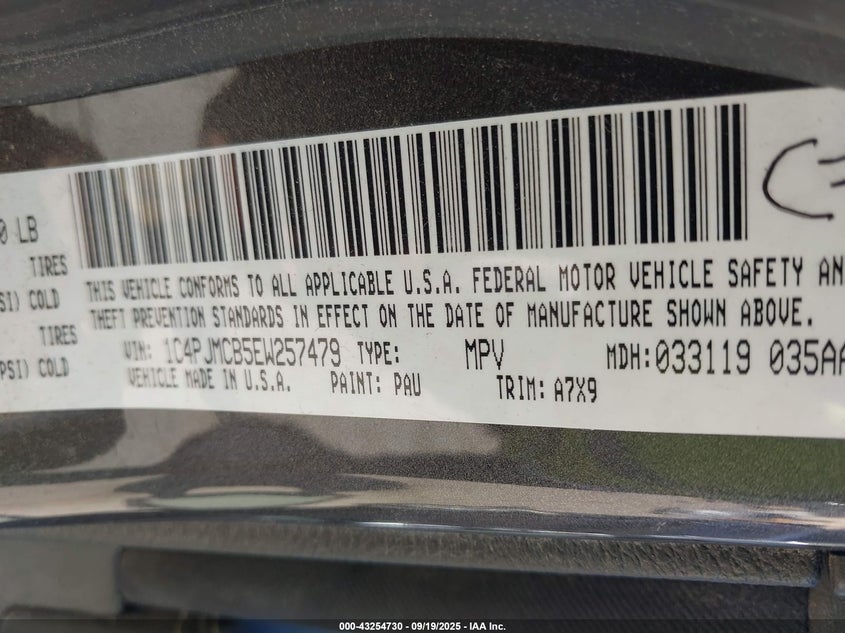 0 LB
TIRES
SI) COLD
TIRES
PSI) COLD
THIS VEHICLE CONFORMS TO ALL APPLICABLE U.S.A. FEDERAL MOTOR VEHICLE SAFETY AN
THEFT PREVENTION STANDARDS IN EFFECT ON THE DATE OF MANUFACTURE SHOWN ABOVE.
VIN: 1C4PJMCB5EW257479 TYPE: MPV MDH:033119 035AA
VEHICLE MADE IN U.S.A. PAINT: PAU TRIM: A7X9
000-43254730 - 09/19/2025 - IAA Inc.